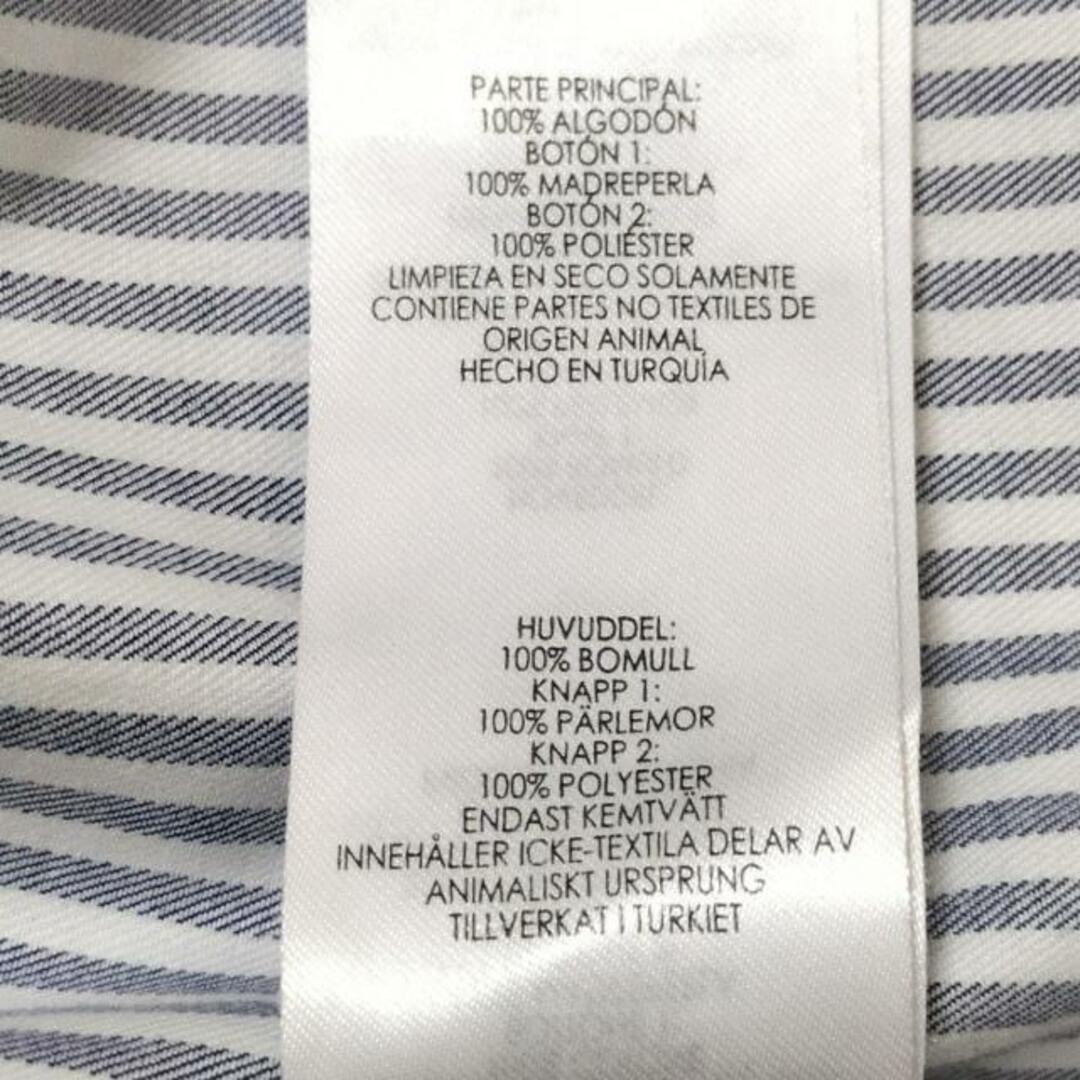 PARTE PRINCIPAL:
100% ALGODÓN
BOTÓN 1:
100% MADREPERLA
BOTÓN 2:
100% POLIÉSTER
LIMPIEZA EN SECO SOLAMENTE
CONTIENE PARTES NO TEXTILES DE
ORIGEN ANIMAL
HECHO EN TURQUÍA
HUVUDDEL:
100% BOMULL
KNAPP 1:
100% PÄRLEMOR
KNAPP 2:
100% POLYESTER
ENDAST KEMTVÄTT
INNEHÅLLER ICKE-TEXTILA DELAR AV
ANIMALISKT URSPRUNG
TILLVERKAT I TURKIET